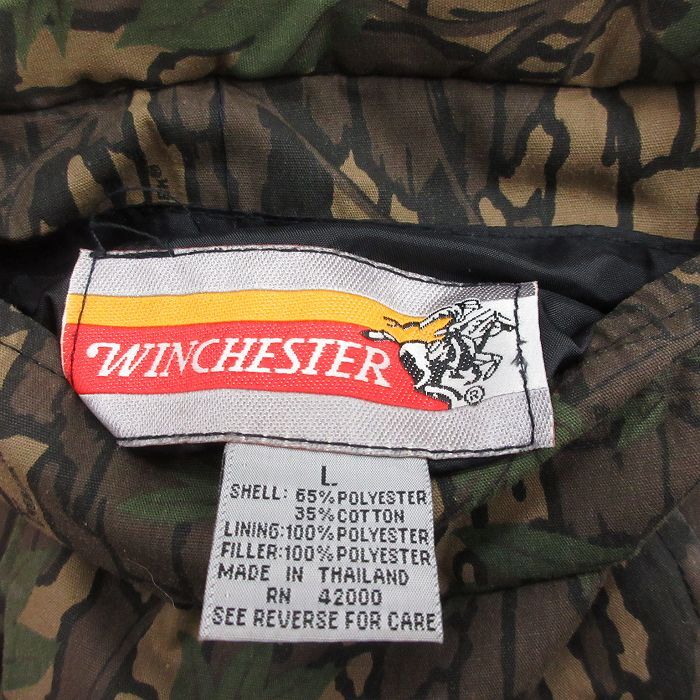 WINCHESTER
®
L
SHELL: 65% POLYESTER
35% COTTON
LINING: 100% POLYESTER
FILLER: 100% POLYESTER
MADE IN THAILAND
RN 42000
SEE REVERSE FOR CARE